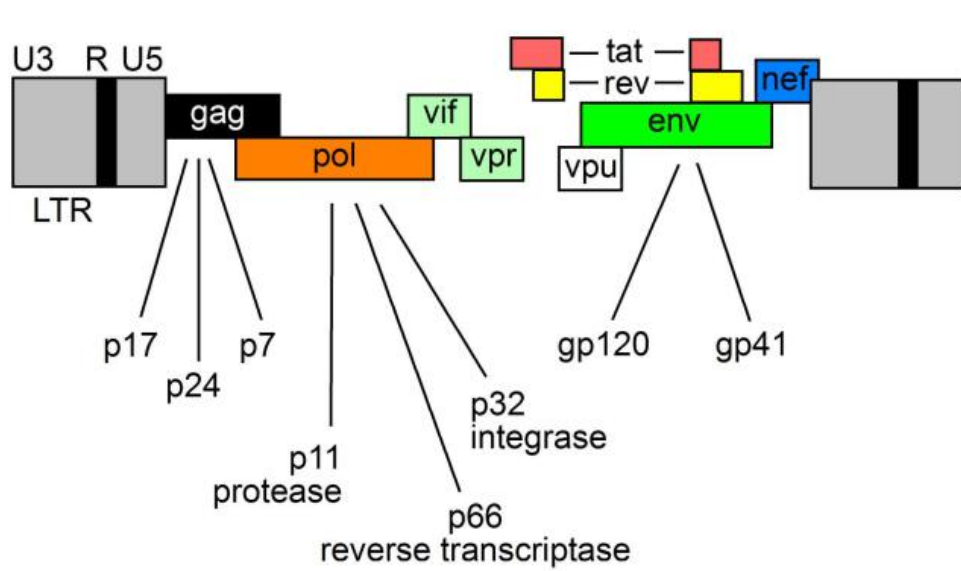 U3 R U5
tat
rev
nef
gag
vif
env
pol
vpr
vpu
LTR
p17
p24
p7
gp120
gp41
p32
integrase
p11
protease
p66
reverse transcriptase